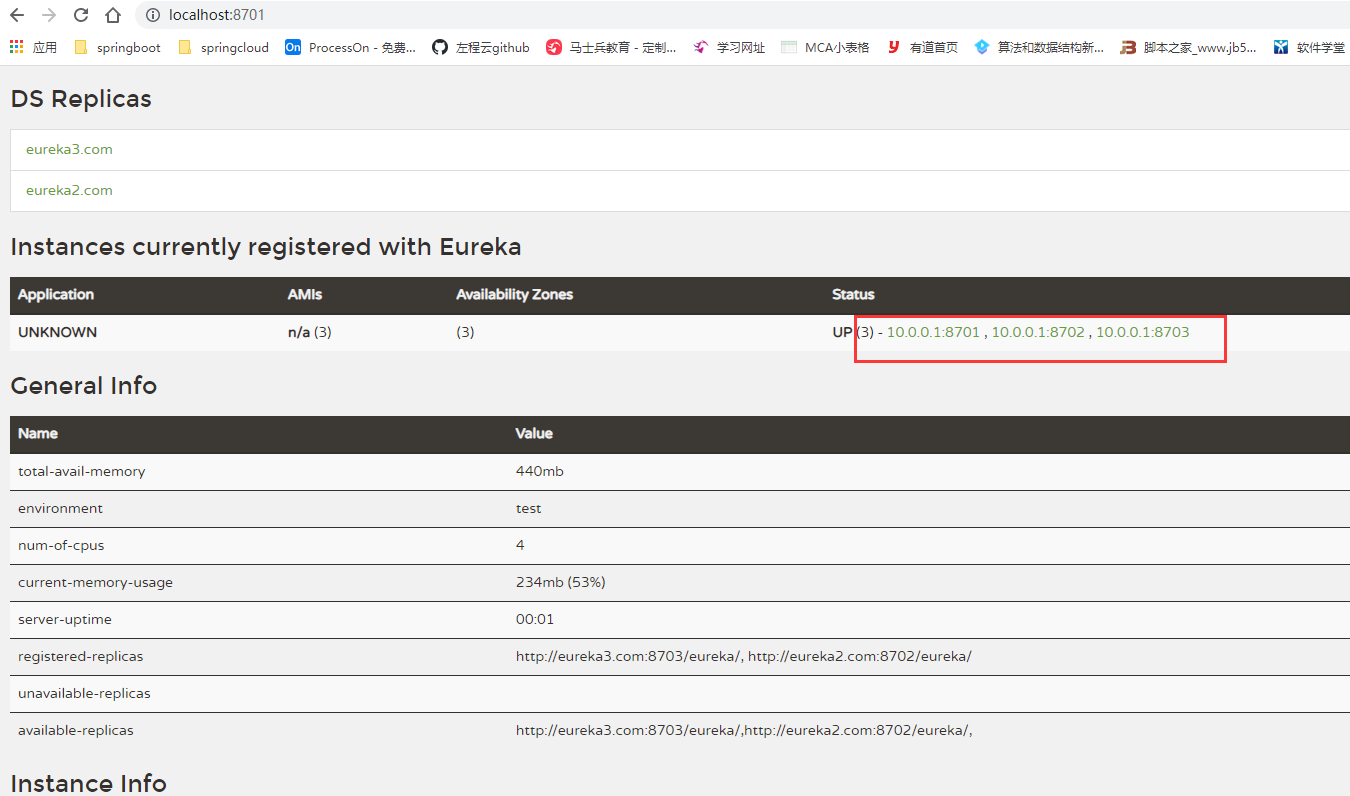 localhost:8701
应用 springboot springcloud On ProcessOn - 免费... 左程云github 马士兵教育 - 定制... 学习网址 MCA小表格 y 有道首页 算法和数据结构新... 脚本之家_www.jb5... 软件学堂
DS Replicas
eureka3.com
eureka2.com
Instances currently registered with Eureka
Application AMIs Availability Zones Status
UNKNOWN n/a (3) (3) UP (3) - 10.0.0.1:8701 , 10.0.0.1:8702 , 10.0.0.1:8703
General Info
Name Value
total-avail-memory 440mb
environment test
num-of-cpus 4
current-memory-usage 234mb (53%)
server-uptime 00:01
registered-replicas http://eureka3.com:8703/eureka/, http://eureka2.com:8702/eureka/
unavailable-replicas
available-replicas http://eureka3.com:8703/eureka/,http://eureka2.com:8702/eureka/,
Instance Info